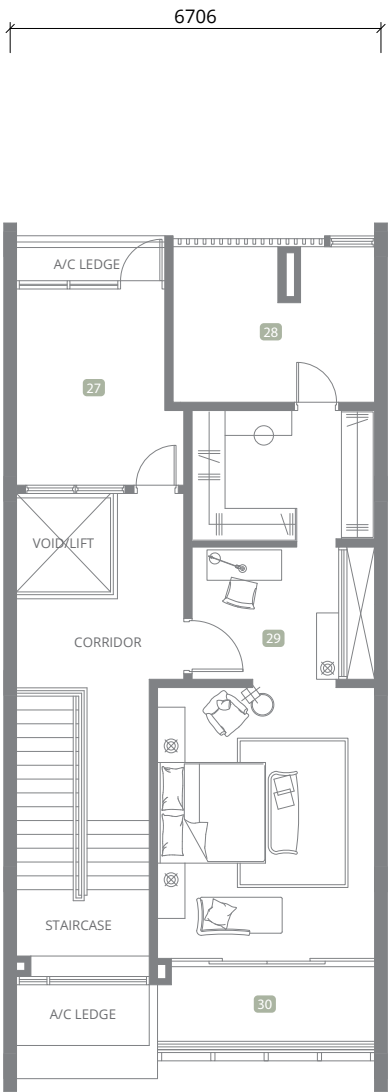 6706
A/C LEDGE
28
27
VOID/LIFT
29
CORRIDOR
STAIRCASE
30
A/C LEDGE